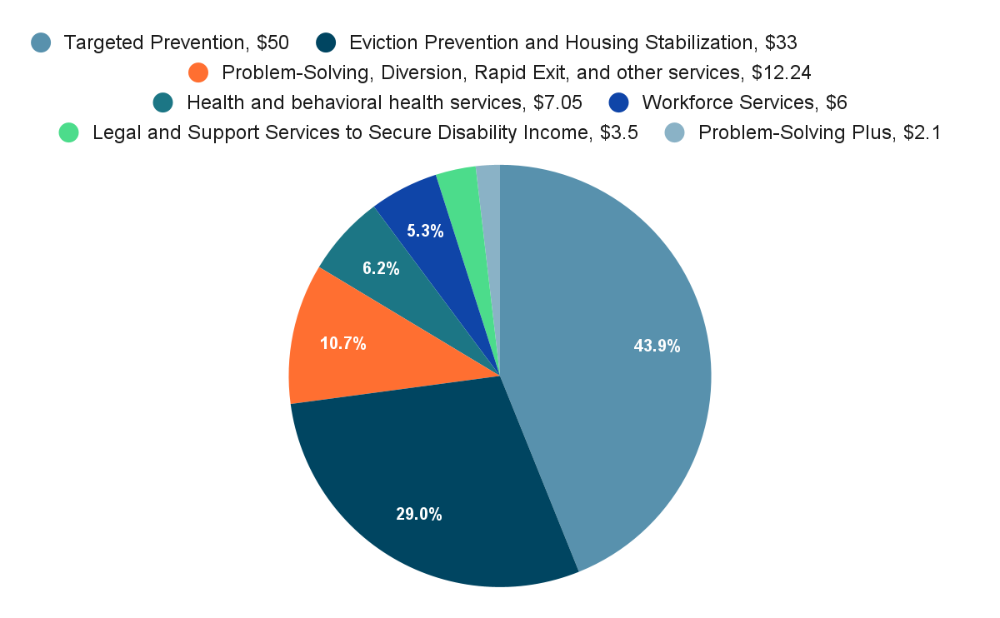 Targeted Prevention, $50 Eviction Prevention and Housing Stabilization, $33
Problem-Solving, Diversion, Rapid Exit, and other services, $12.24
Health and behavioral health services, $7.05 Workforce Services, $6
Legal and Support Services to Secure Disability Income, $3.5 Problem-Solving Plus, $2.1
5.3%
6.2%
10.7%
43.9%
29.0%